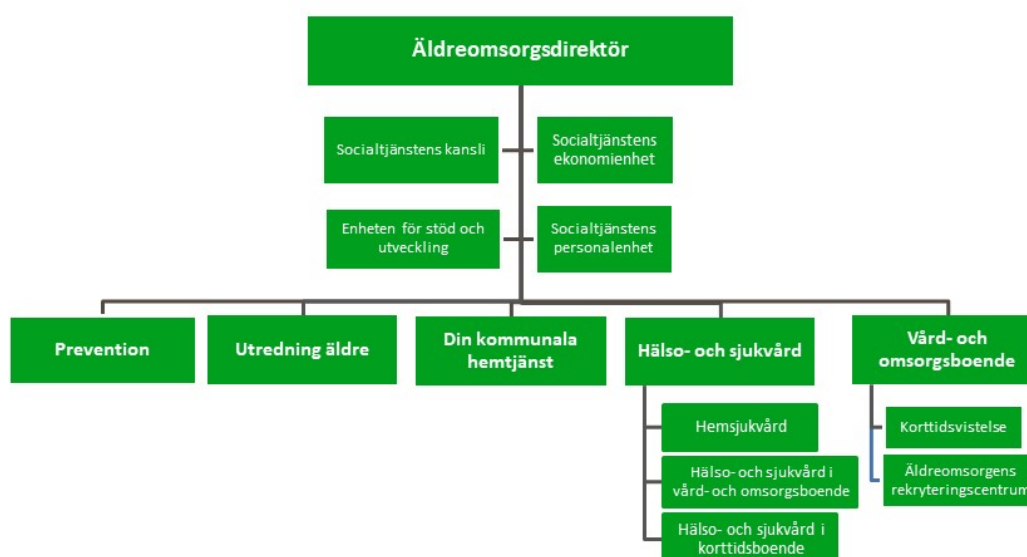 Äldreomsorgsdirektör
Socialtjänstens kansli
Socialtjänstens
ekonomienhet
Enheten för stöd och
utveckling
Socialtjänstens
personalenhet
Prevention
Utredning äldre
Din kommunala
hemtjänst
Hälso- och sjukvård
Vård- och
omsorgsboende
Hemsjukvård
Hälso- och sjukvård i
vård- och omsorgsboende
Hälso- och sjukvård i
korttidsboende
Korttidsvistelse
Äldreomsorgens
rekryteringscentrum